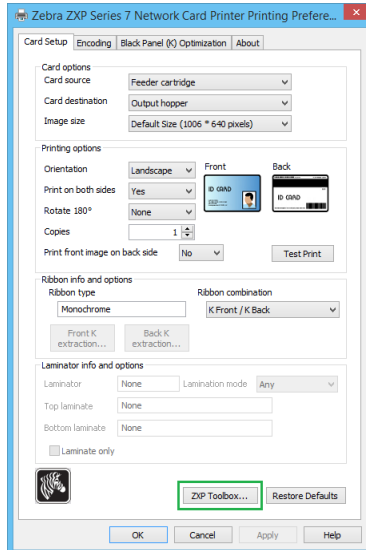 Zebra ZXP Series 7 Network Card Printer Printing Prefere...
Card Setup Encoding Black Panel (K) Optimization About
Card options
Card source Feeder cartridge
Card destination Output hopper
Image size Default Size (1006 * 640 pixels)
Printing options
Orientation Landscape Front Back
Print on both sides Yes
ID CARD
ID CARD
Rotate 180° None
Copies 1
Print front image on back side No Test Print
Ribbon info and options
Ribbon type Ribbon combination
Monochrome K Front / K Back
Front K extraction... Back K extraction...
Laminator info and options
Laminator None Lamination mode Any
Top laminate None
Bottom laminate None
Laminate only
ZXP Toolbox... Restore Defaults
OK Cancel Apply Help